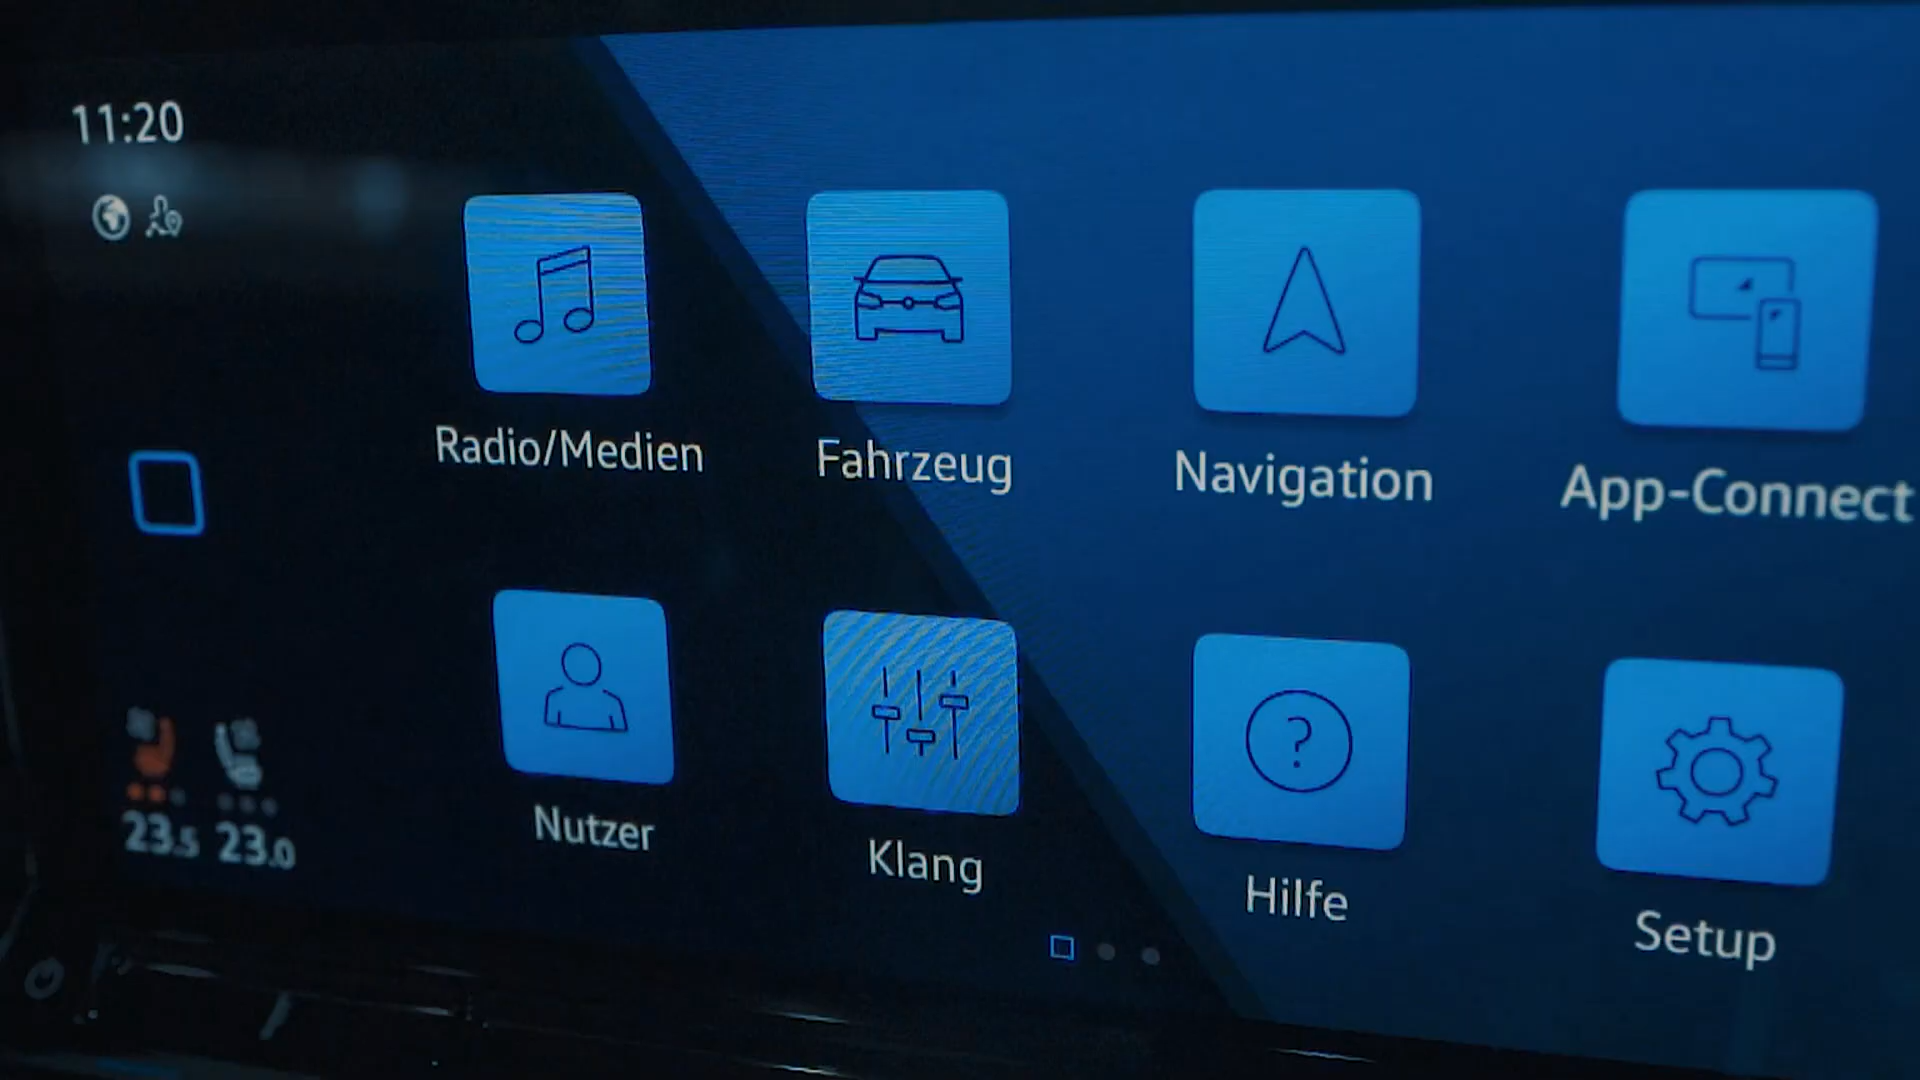 11:20
Radio/Medien
Fahrzeug
Navigation
App-Connect
Nutzer
Klang
Hilfe
Setup
23.5 23.0